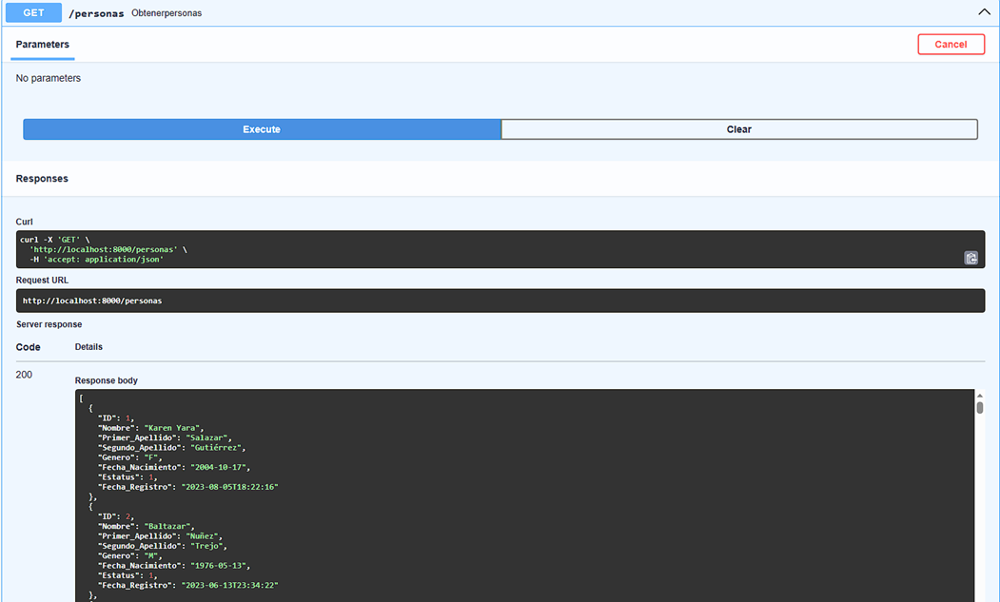 GET /personas Obtenerpersonas
Parameters
Cancel
No parameters
Execute
Clear
Responses
Curl
curl -X 'GET' \
  'http://localhost:8000/personas' \
  -H 'accept: application/json'
Request URL
http://localhost:8000/personas
Server response
Code Details
200
Response body
[
  {
    "ID": 1,
    "Nombre": "Karen Yara",
    "Primer_Apellido": "Salazar",
    "Segundo_Apellido": "Gutiérrez",
    "Genero": "F",
    "Fecha_Nacimiento": "2004-10-17",
    "Estatus": 1,
    "Fecha_Registro": "2023-08-05T18:22:16"
  },
  {
    "ID": 2,
    "Nombre": "Baltazar",
    "Primer_Apellido": "Nuñez",
    "Segundo_Apellido": "Trejo",
    "Genero": "M",
    "Fecha_Nacimiento": "1976-05-13",
    "Estatus": 1,
    "Fecha_Registro": "2023-06-13T23:34:22"
  },